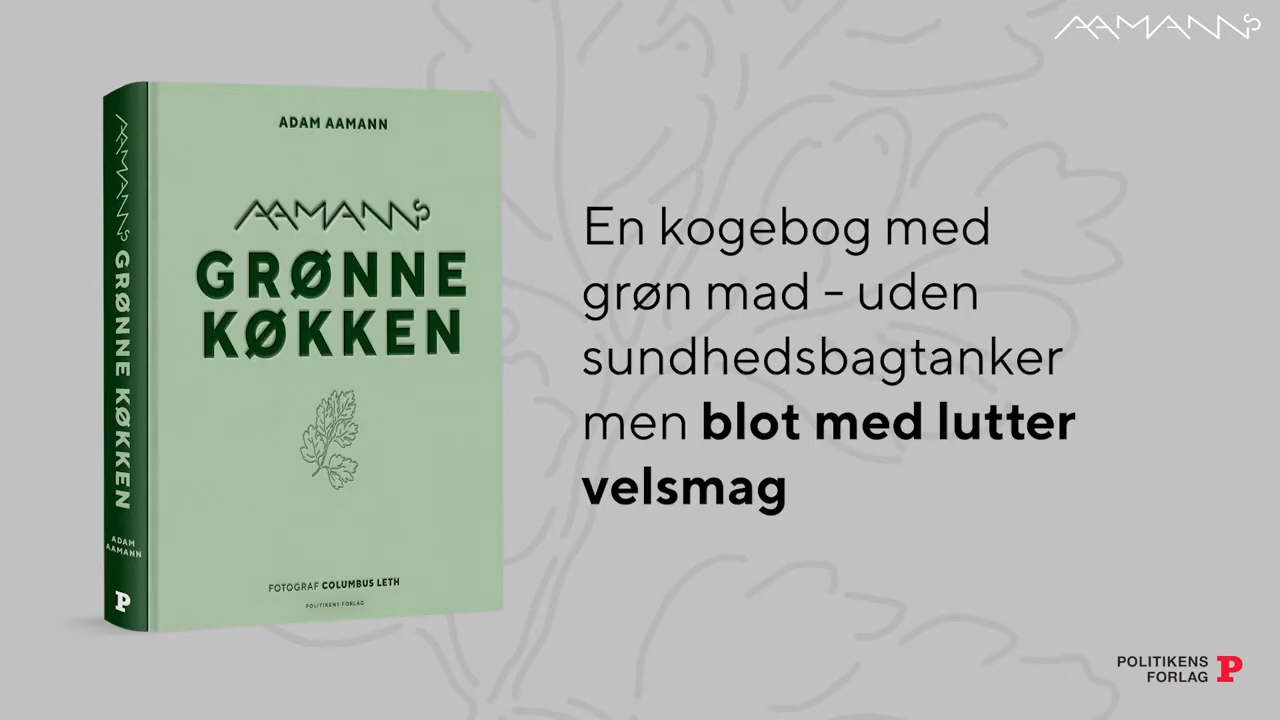 AAMANNS
ADAM AAMANN
AAMANNS
GRØNNE
KØKKEN
FOTOGRAF COLUMBUS LETH
POLITIKENS FORLAG
AAMANNS GRØNNE KØKKEN
ADAM
AAMANN
P
En kogebog med
grøn mad - uden
sundhedsbagtanker
men blot med lutter
velsmag
POLITIKENS
FORLAG P